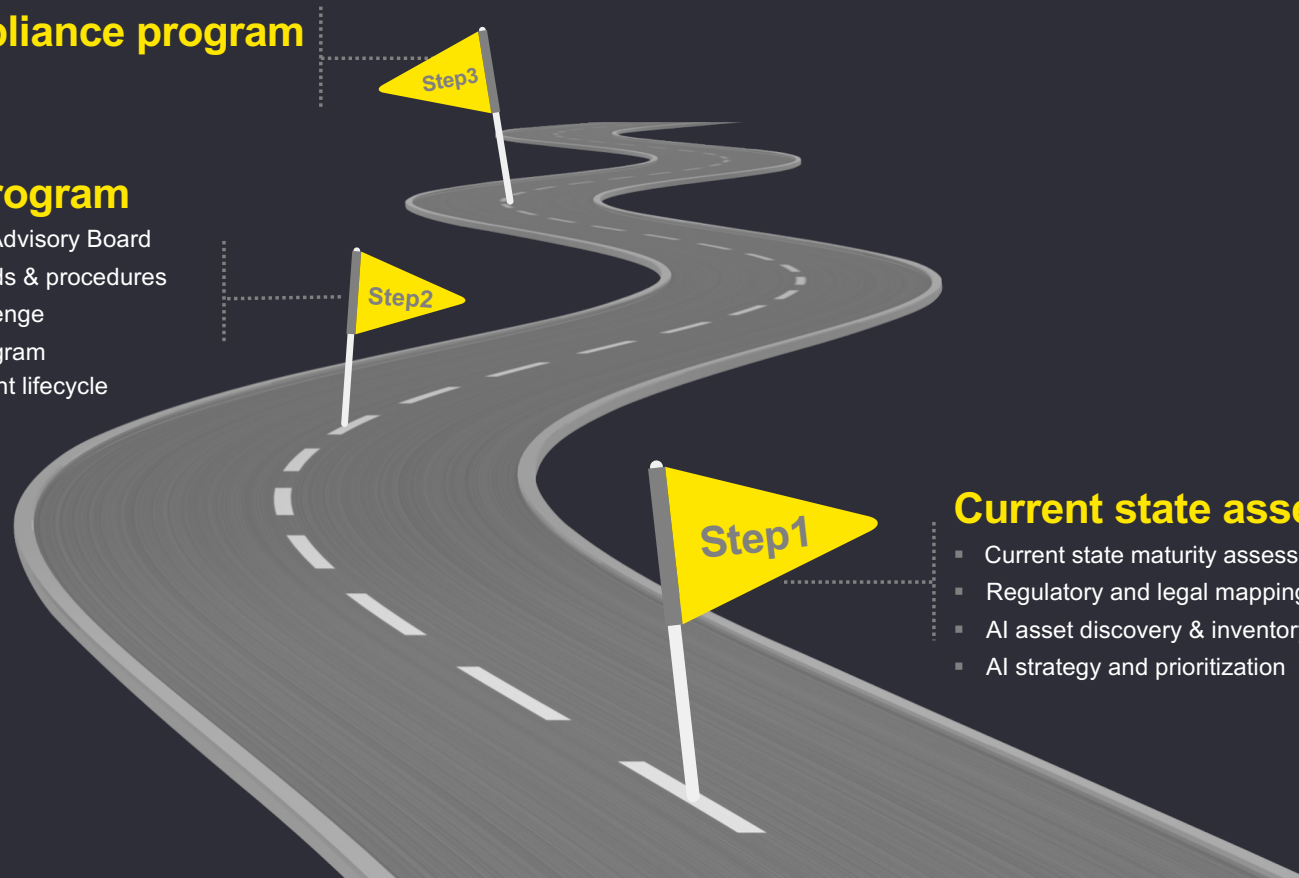 pliance program
Step3
rogram
Advisory Board
ds & procedures
enge
gram
nt lifecycle
Step2
Step1
Current state asse
Current state maturity assess
Regulatory and legal mapping
AI asset discovery & inventor
AI strategy and prioritization